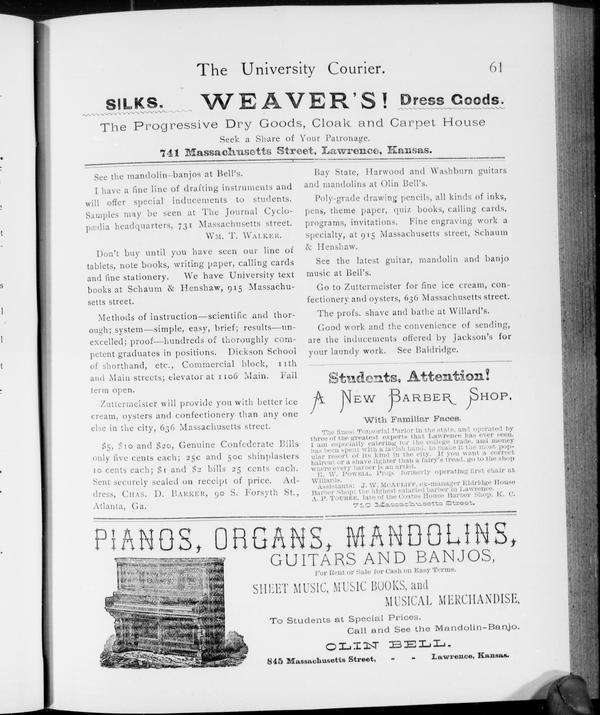 The University Courier. 61
SILKS. WEAVER'S! Dress Goods.
The Progressive Dry Goods, Cloak and Carpet House
Seek a Share of Your Patronage.
741 Massachusetts Street, Lawrence, Kansas.
See the mandolin-banjos at Bell's.
I have a fine line of drafting instruments and
will offer special inducements to students.
Samples may be seen at The Journal Cyclo-
pædia headquarters, 731 Massachusetts street.
WM. T. WALKER.
Don't buy until you have seen our line of
tablets, note books, writing paper, calling cards
and fine stationery. We have University text
books at Schaum & Henshaw, 915 Massachu-
setts street.
Methods of instruction—scientific and thor-
ough; system—simple, easy, brief; results—un-
excelled; proof—hundreds of thoroughly com-
petent graduates in positions. Dickson School
of shorthand, etc., Commercial block, 11th
and Main streets; elevator at 1106 Main. Fall
term open.
Zuttermeister will provide you with better ice
cream, oysters and confectionery than any one
else in the city, 636 Massachusetts street.
$5, $10 and $20, Genuine Confederate Bills
only five cents each; 25c and 50c shinplasters
10 cents each; $1 and $2 bills 25 cents each.
Sent securely sealed on receipt of price. Ad-
dress, CHAS. D. BARKER, 90 S. Forsyth St.,
Atlanta, Ga.
Bay State, Harwood and Washburn guitars
and mandolins at Olin Bell's.
Poly-grade drawing pencils, all kinds of inks,
pens, theme paper, quiz books, calling cards,
programs, invitations. Fine engraving work a
specialty, at 915 Massachusetts street, Schaum
& Henshaw.
See the latest guitar, mandolin and banjo
music at Bell's.
Go to Zuttermeister for fine ice cream, con-
fectionery and oysters, 636 Massachusetts street.
The profs. shave and bathe at Willard's.
Good work and the convenience of sending,
are the inducements offered by Jackson's for
your laundy work. See Baldridge.
Students, Attention!
A NEW BARBER SHOP.
With Familiar Faces.
The finest Tonsorial Parlor in the state, and operated by
three of the greatest experts that Lawrence has ever seen.
I am especially catering for the college trade, and money
has been spent with a lavish hand, to make it the most pop-
ular resort of its kind in the city. If you want a correct
haircut or a shave lighter than a fairy's tread, go to the shop
where every barber is an artist.
E. W. POWELL, Prop. formerly operating first chair at
Willards.
Assistants: J. W. MCAULIFF, ex-manager Eldridge House
Barber Shop; the highest salaried barber in Lawrence.
A. P. TOUREE, late of the Coates House Barber Shop, K. C.
710 Massachusetts Street.
PIANOS, ORGANS, MANDOLINS,
GUITARS AND BANJOS,
For Rent or Sale for Cash on Easy Terms.
SHEET MUSIC, MUSIC BOOKS, and
MUSICAL MERCHANDISE,
To Students at Special Prices.
Call and See the Mandolin-Banjo.
OLIN BELL.
845 Massachusetts Street, - - Lawrence, Kansas.